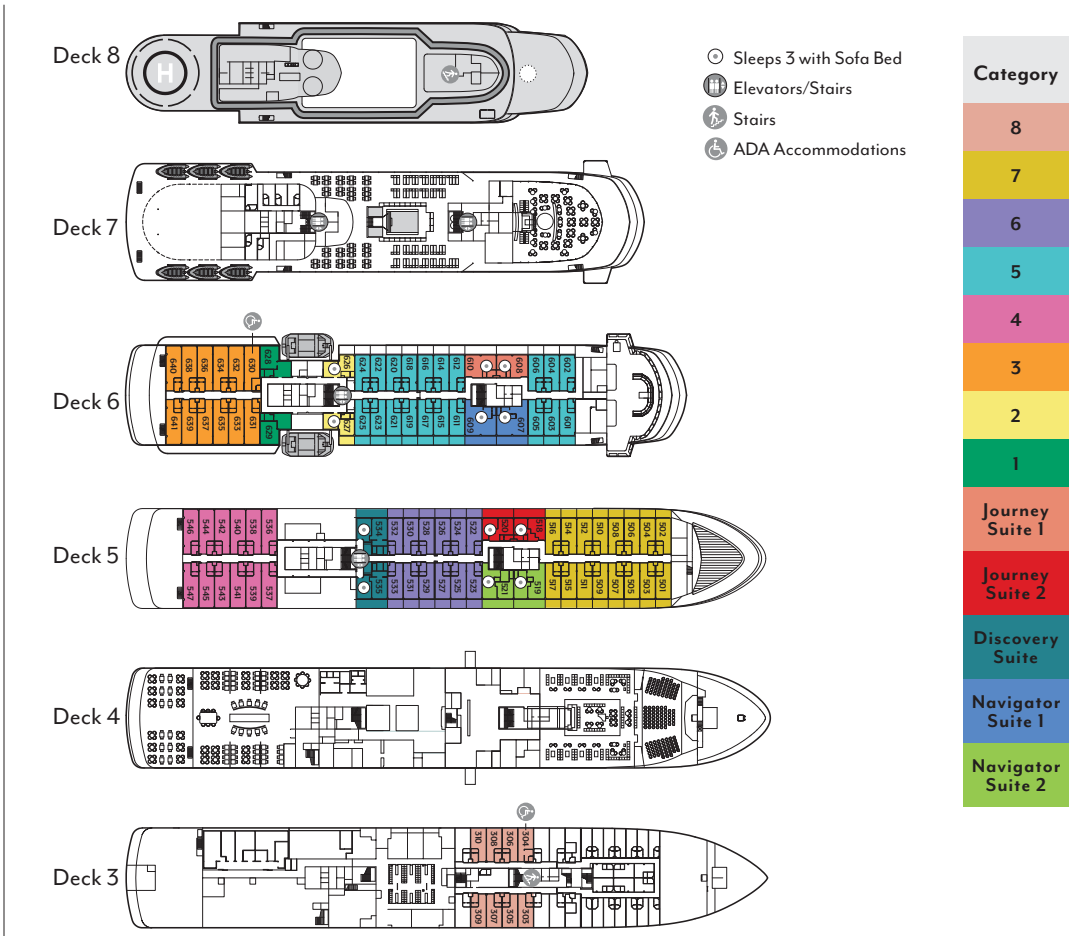 Deck 8
H
Sleeps 3 with Sofa Bed
Elevators/Stairs
Stairs
ADA Accommodations
Deck 7
Deck 6
640 638 636 634 632 630 628 626 624 622 620 618 616 614 612 610 608 606 604 602
641 639 637 635 633 631 629 627 625 623 621 619 617 615 611 609 607 605 603 601
Deck 5
546 544 542 540 538 536 534 532 530 528 526 524 522 520 518 516 514 512 510 508 506 504 502
547 545 543 541 539 537 535 533 531 529 527 525 523 521 519 517 515 511 509 507 505 503 501
Deck 4
Deck 3
310 308 306 304
309 307 305 303
Category
8
7
6
5
4
3
2
1
Journey
Suite 1
Journey
Suite 2
Discovery
Suite
Navigator
Suite 1
Navigator
Suite 2